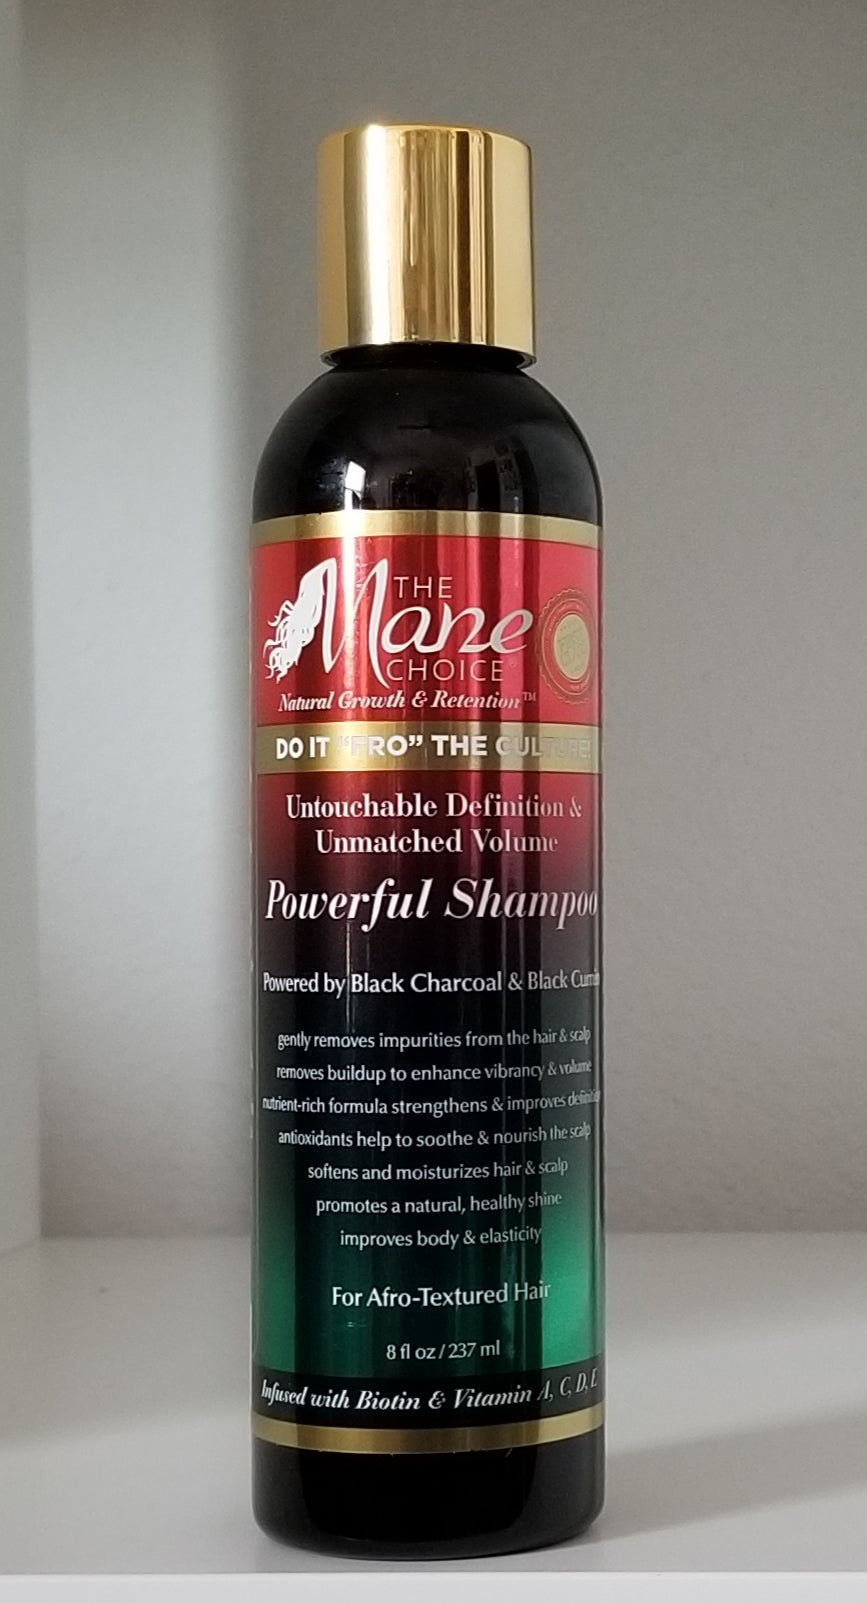 THE
Mane
CHOICE
Natural Growth & Retention™
DO IT "FRO" THE CULTURE!
Untouchable Definition &
Unmatched Volume
Powerful Shampoo
Powered by Black Charcoal & Black Cumin
gently removes impurities from the hair & scalp
removes buildup to enhance vibrancy & volume
nutrient-rich formula strengthens & improves definition
antioxidants help to soothe & nourish the scalp
softens and moisturizes hair & scalp
promotes a natural, healthy shine
improves body & elasticity
For Afro-Textured Hair
8 fl oz / 237 ml
Infused with Biotin & Vitamin A, C, D, E